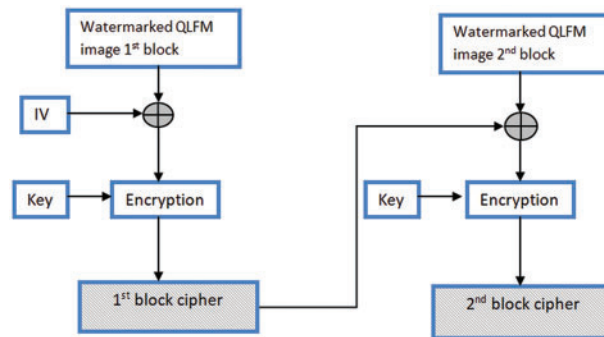 Watermarked QLFM
image 1st block
Watermarked QLFM
image 2nd block
IV
Key
Encryption
Key
Encryption
1st block cipher
2nd block cipher